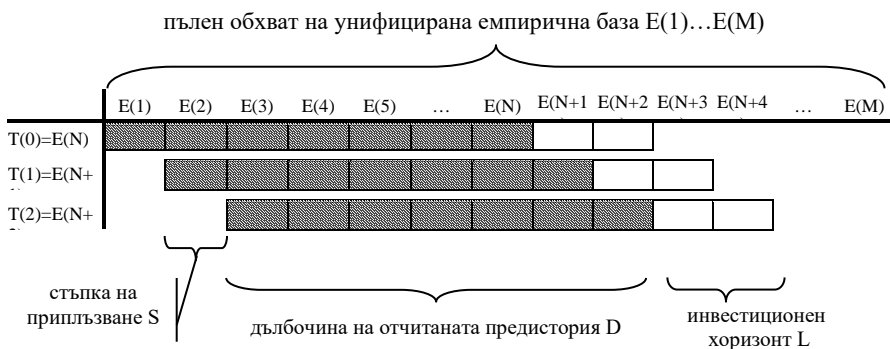 пълен обхват на унифицирана емпирична база E(1)…E(M)
E(1) E(2) E(3) E(4) E(5) … E(N) E(N+1 E(N+2) E(N+3) E(N+4) … E(M)
T(0)=E(N)
T(1)=E(N+
T(2)=E(N+
стъпка на
приплъзване S
дълбочина на отчитаната предистория D
инвестиционен
хоризонт L